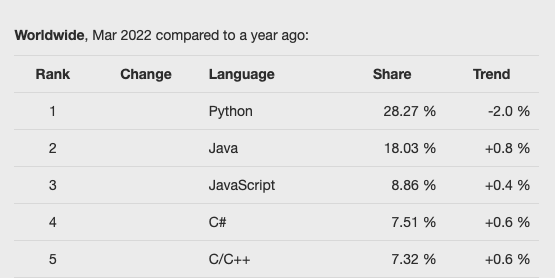 Worldwide, Mar 2022 compared to a year ago:
Rank Change Language Share Trend
1 Python 28.27 % -2.0 %
2 Java 18.03 % +0.8 %
3 JavaScript 8.86 % +0.4 %
4 C# 7.51 % +0.6 %
5 C/C++ 7.32 % +0.6 %